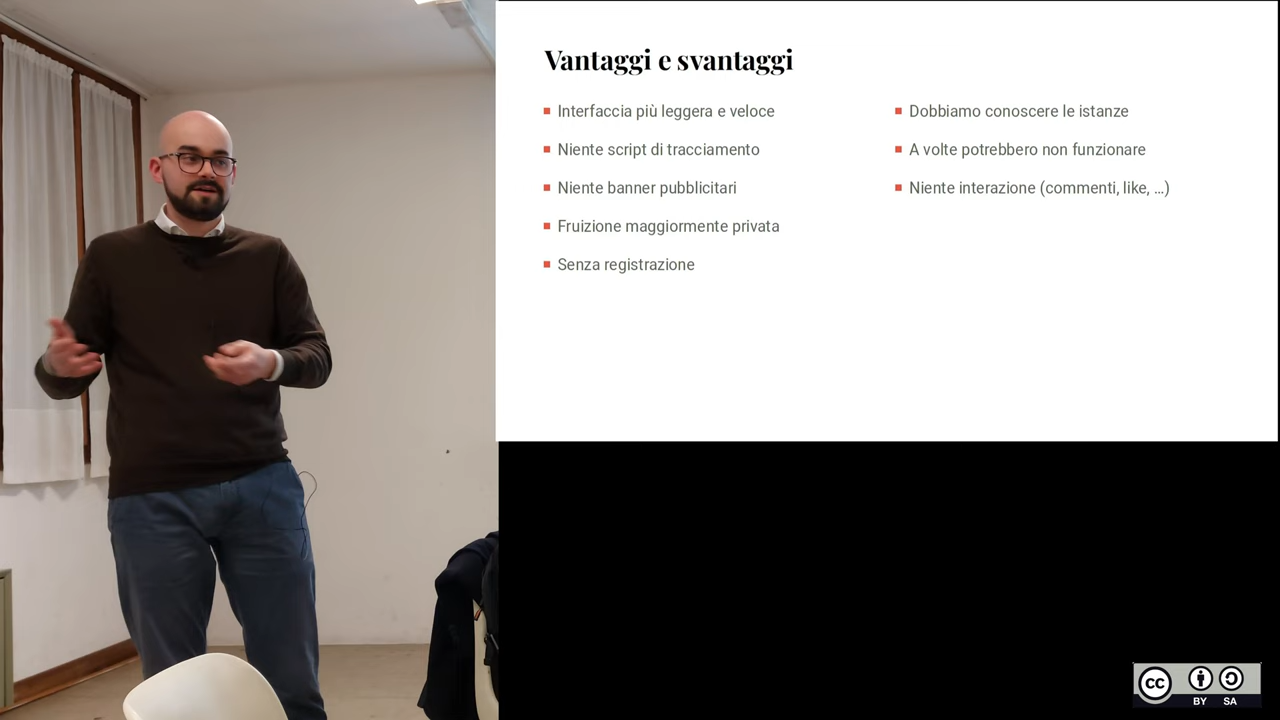 Vantaggi e svantaggi
Interfaccia più leggera e veloce
Niente script di tracciamento
Niente banner pubblicitari
Fruizione maggiormente privata
Senza registrazione
Dobbiamo conoscere le istanze
A volte potrebbero non funzionare
Niente interazione (commenti, like, ...)
cc
BY SA